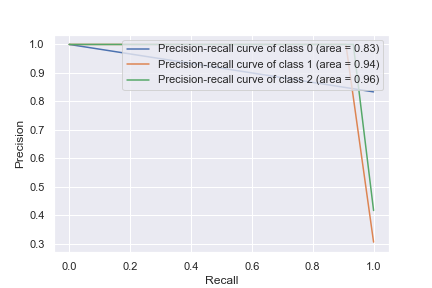 1.0
0.9
0.8
0.7
0.6
0.5
0.4
0.3
Precision
Precision-recall curve of class 0 (area = 0.83)
Precision-recall curve of class 1 (area = 0.94)
Precision-recall curve of class 2 (area = 0.96)
0.0 0.2 0.4 0.6 0.8 1.0
Recall